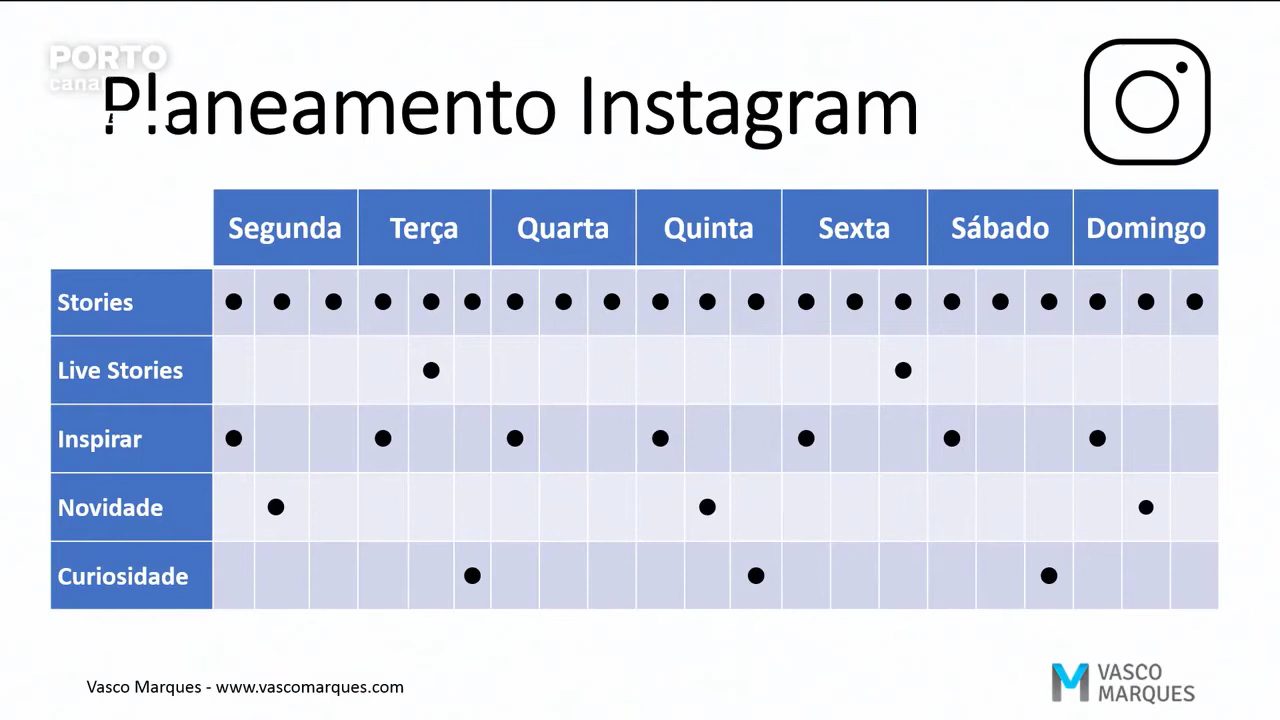 PORTO
canal
Planeamento Instagram
Segunda Terça Quarta Quinta Sexta Sábado Domingo
Stories
Live Stories
Inspirar
Novidade
Curiosidade
Vasco Marques - www.vascomarques.com
VASCO
MARQUES